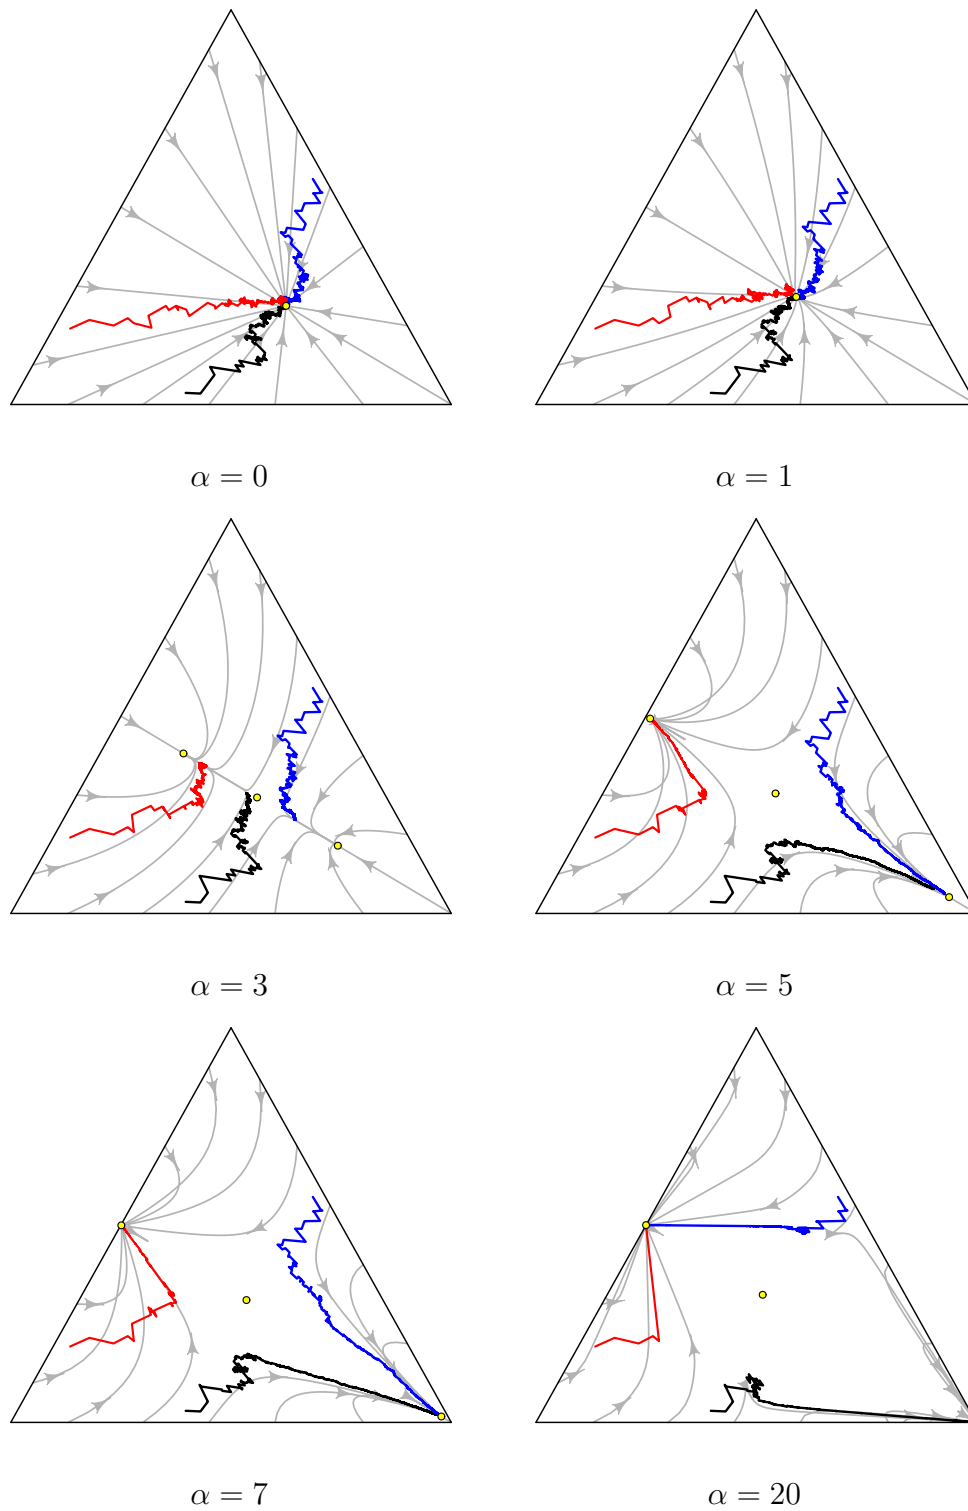 α = 0
α = 1
α = 3
α = 5
α = 7
α = 20